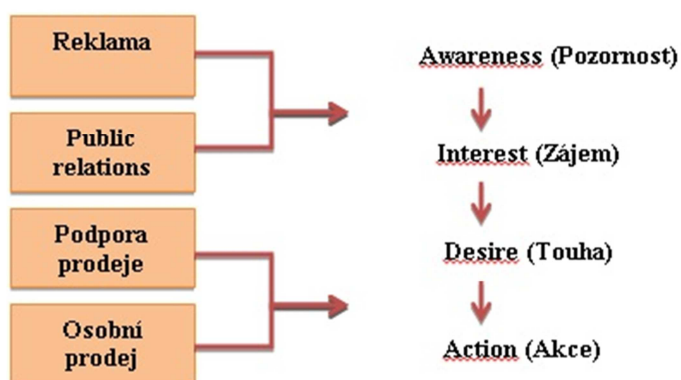 Reklama
Public
relations
Podpora
prodeje
Osobní
prodej
Awareness (Pozornost)
Interest (Zájem)
Desire (Touha)
Action (Akce)